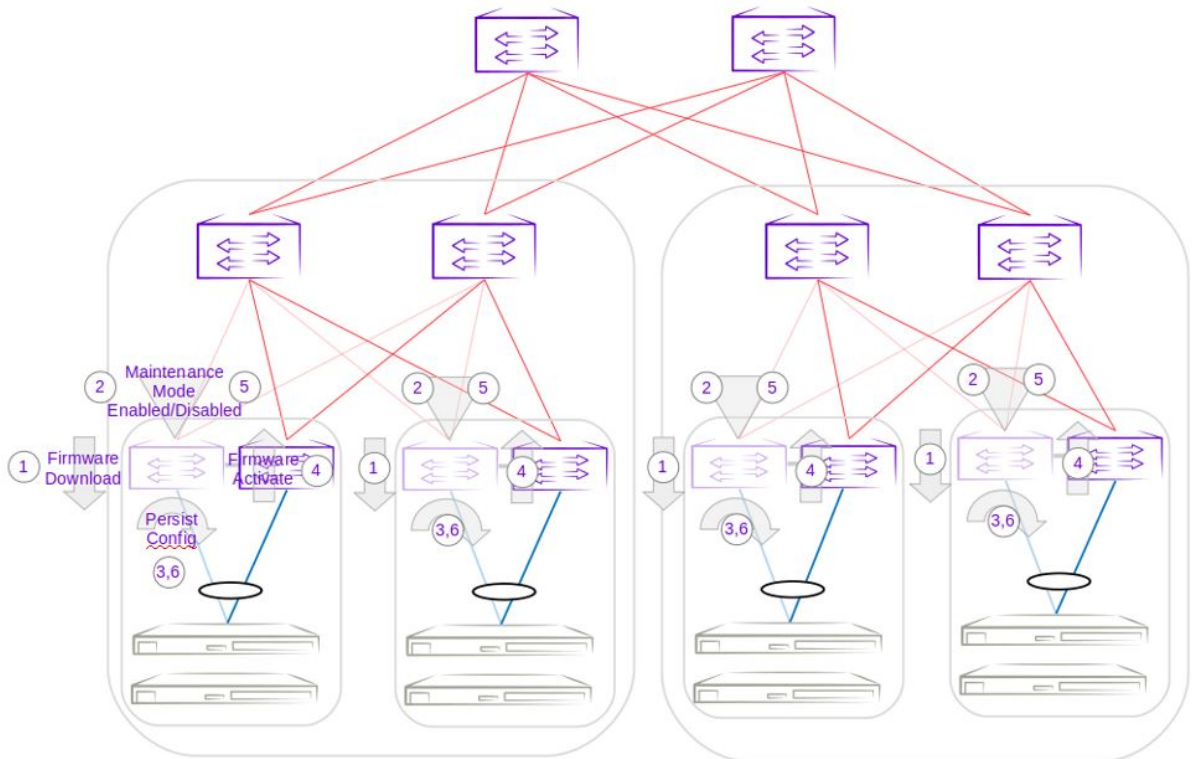 2
Maintenance
Mode
Enabled/Disabled
5
2
5
2
5
2
5
1
Firmware
Download
Firmware
Activate
4
1
4
1
4
1
4
Persist
Config
3,6
3,6
3,6
3,6